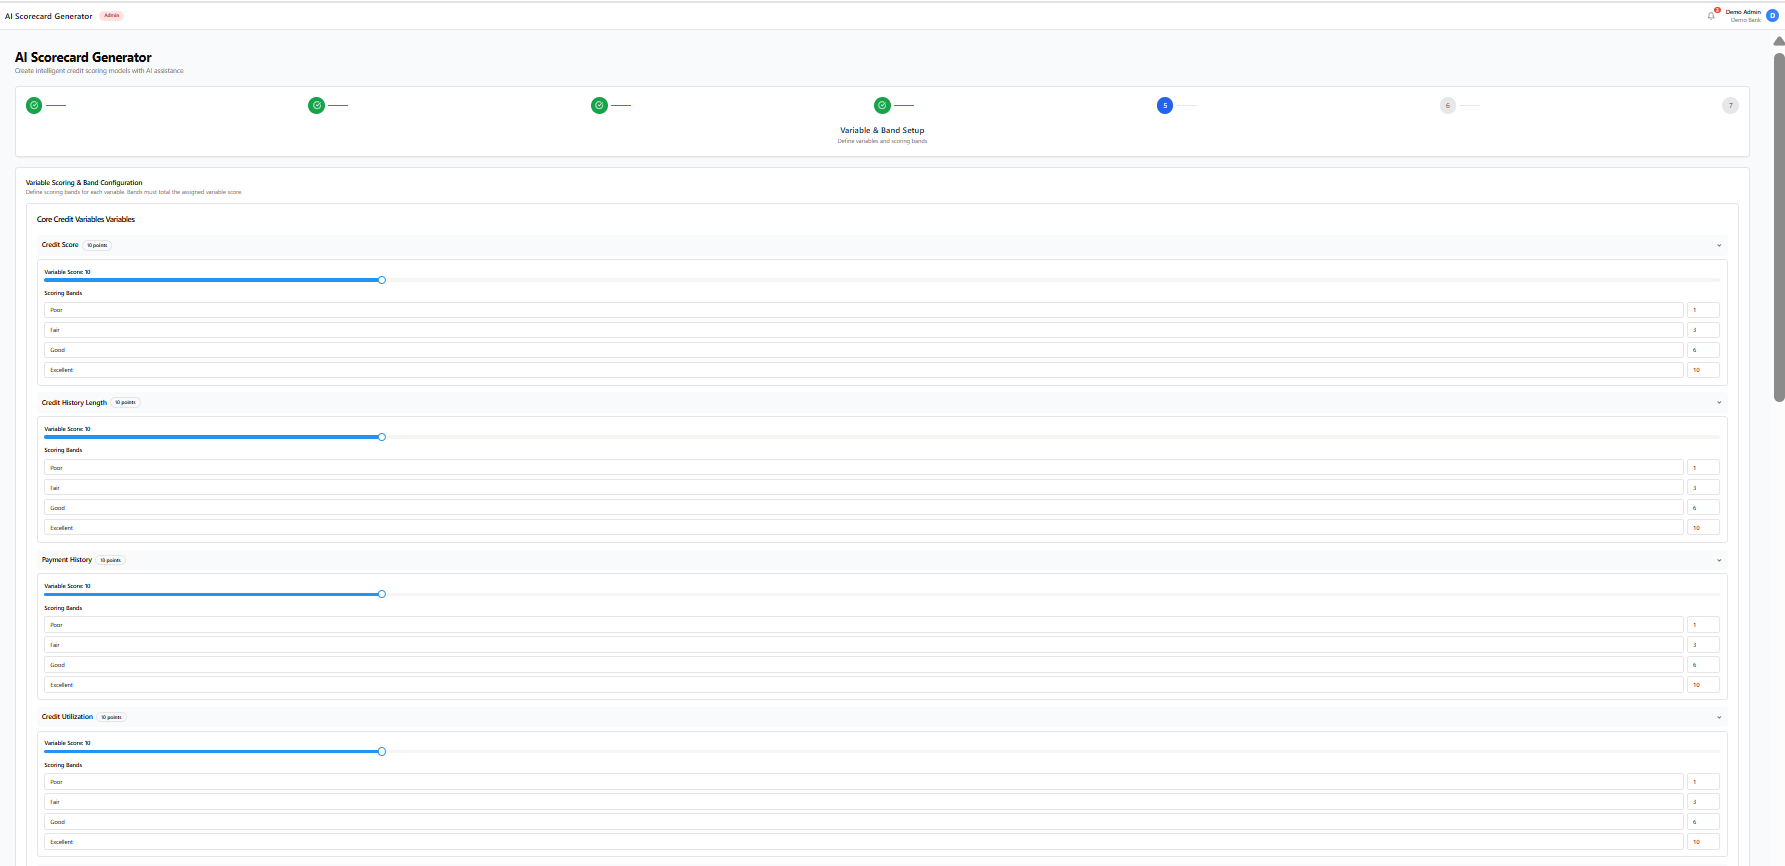 AI Scorecard Generator Admin
3
Demo Admin
Demo Bank
D
AI Scorecard Generator
Create intelligent credit scoring models with AI assistance
5 6 7
Variable & Band Setup
Define variables and scoring bands
Variable Scoring & Band Configuration
Define scoring bands for each variable. Bands must total the assigned variable score.
Core Credit Variables Variables
Credit Score 10 points
Variable Score: 10
Scoring Bands
Poor 1
Fair 3
Good 6
Excellent 10
Credit History Length 10 points
Variable Score: 10
Scoring Bands
Poor 1
Fair 3
Good 6
Excellent 10
Payment History 10 points
Variable Score: 10
Scoring Bands
Poor 1
Fair 3
Good 6
Excellent 10
Credit Utilization 10 points
Variable Score: 10
Scoring Bands
Poor 1
Fair 3
Good 6
Excellent 10